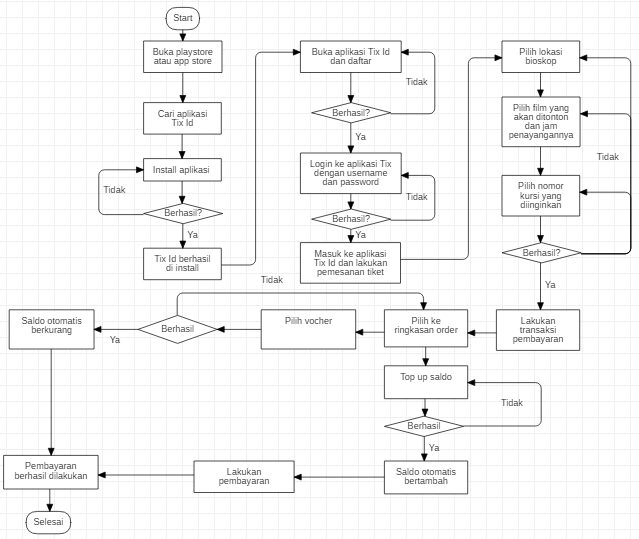 Start
Buka playstore
atau app store
Cari aplikasi
Tix Id
Install aplikasi
Tidak
Berhasil?
Ya
Tix Id berhasil
di install
Buka aplikasi Tix Id
dan daftar
Tidak
Berhasil?
Ya
Login ke aplikasi Tix
dengan username
dan password
Tidak
Berhasil?
Ya
Masuk ke aplikasi
Tix Id dan lakukan
pemesanan tiket
Pilih lokasi
bioskop
Pilih film yang
akan ditonton
dan jam
penayangannya
Tidak
Pilih nomor
kursi yang
diinginkan
Berhasil?
Ya
Lakukan
transaksi
pembayaran
Pilih ke
ringkasan order
Pilih vocher
Tidak
Berhasil
Ya
Saldo otomatis
berkurang
Top up saldo
Tidak
Berhasil
Ya
Saldo otomatis
bertambah
Lakukan
pembayaran
Pembayaran
berhasil dilakukan
Selesai